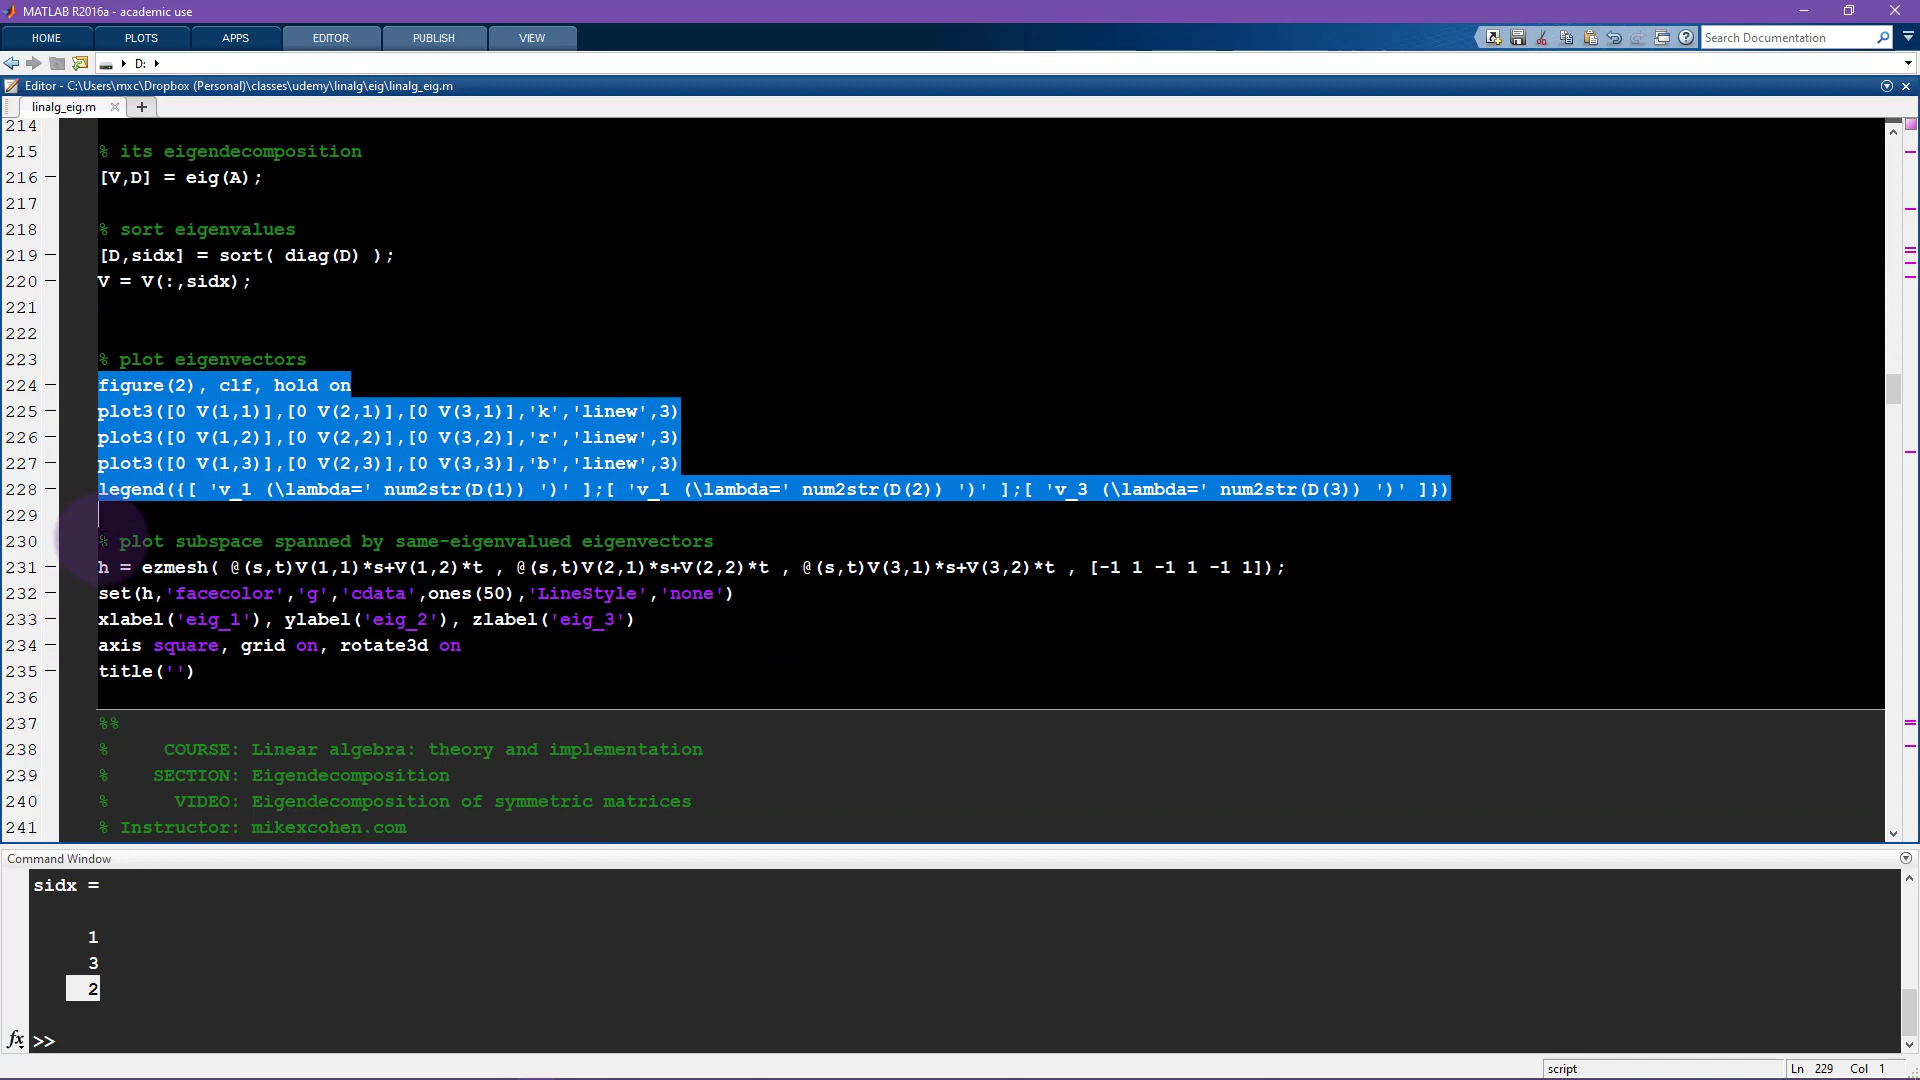 MATLAB R2016a - academic use
HOME PLOTS APPS EDITOR PUBLISH VIEW Search Documentation
D:
Editor - C:\Users\mxc\Dropbox (Personal)\classes\udemy\linalg\eig\linalg_eig.m
linalg_eig.m
214
215 % its eigendecomposition
216 [V,D] = eig(A);
217
218 % sort eigenvalues
219 [D,sidx] = sort( diag(D) );
220 V = V(:,sidx);
221
222
223 % plot eigenvectors
224 figure(2), clf, hold on
225 plot3([0 V(1,1)],[0 V(2,1)],[0 V(3,1)],'k','linew',3)
226 plot3([0 V(1,2)],[0 V(2,2)],[0 V(3,2)],'r','linew',3)
227 plot3([0 V(1,3)],[0 V(2,3)],[0 V(3,3)],'b','linew',3)
228 legend({[ 'v_1 (\lambda=' num2str(D(1)) ')' ];[ 'v_1 (\lambda=' num2str(D(2)) ')' ];[ 'v_3 (\lambda=' num2str(D(3)) ')' ]})
229
230 % plot subspace spanned by same-eigenvalued eigenvectors
231 h = ezmesh( @(s,t)V(1,1)*s+V(1,2)*t , @(s,t)V(2,1)*s+V(2,2)*t , @(s,t)V(3,1)*s+V(3,2)*t , [-1 1 -1 1 -1 1]);
232 set(h,'facecolor','g','cdata',ones(50),'LineStyle','none')
233 xlabel('eig_1'), ylabel('eig_2'), zlabel('eig_3')
234 axis square, grid on, rotate3d on
235 title('')
236
237 %%
238 % COURSE: Linear algebra: theory and implementation
239 % SECTION: Eigendecomposition
240 % VIDEO: Eigendecomposition of symmetric matrices
241 % Instructor: mikexcohen.com
Command Window
sidx =
1
3
2
fx >>
script Ln 229 Col 1